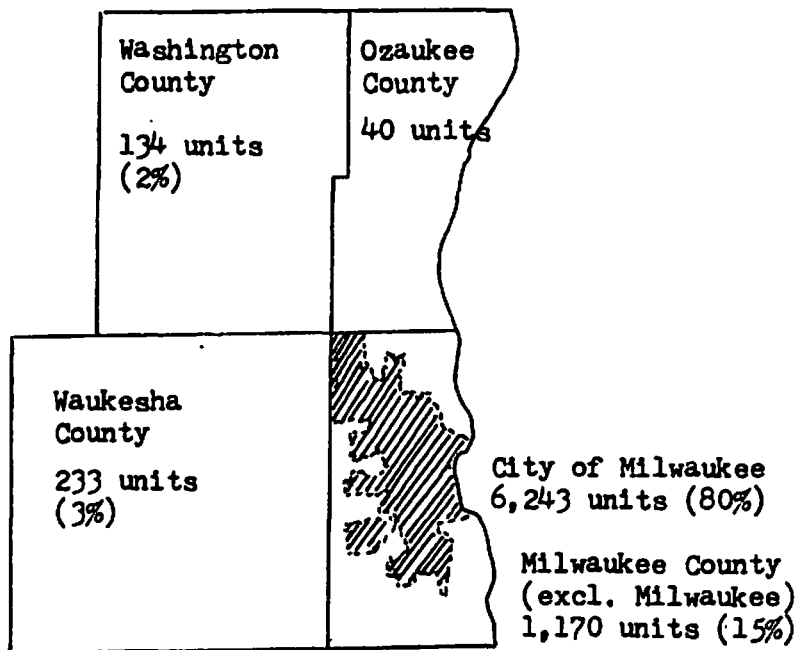 Washington
County
134 units
(2%)
Ozaukee
County
40 units
Waukesha
County
233 units
(3%)
City of Milwaukee
6,243 units (80%)
Milwaukee County
(excl. Milwaukee)
1,170 units (15%)